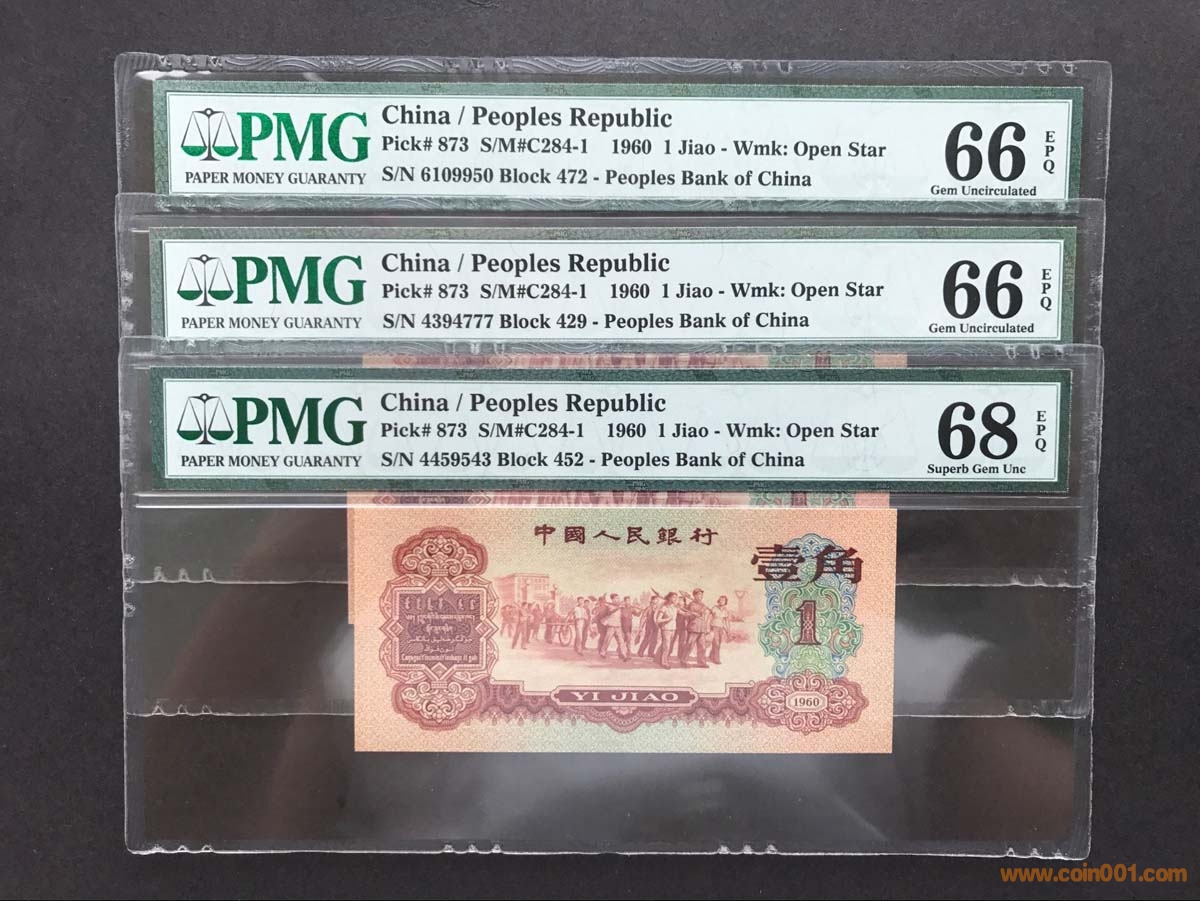 PMG
PAPER MONEY GUARANTY
China / Peoples Republic
Pick# 873 S/M#C284-1 1960 1 Jiao - Wmk: Open Star
S/N 6109950 Block 472 - Peoples Bank of China
66 EPQ
Gem Uncirculated
PMG
PAPER MONEY GUARANTY
China / Peoples Republic
Pick# 873 S/M#C284-1 1960 1 Jiao - Wmk: Open Star
S/N 4394777 Block 429 - Peoples Bank of China
66 EPQ
Gem Uncirculated
PMG
PAPER MONEY GUARANTY
China / Peoples Republic
Pick# 873 S/M#C284-1 1960 1 Jiao - Wmk: Open Star
S/N 4459543 Block 452 - Peoples Bank of China
68 EPQ
Superb Gem Unc
中國人民銀行
壹角
1
YI JIAO
1960
www.coin001.com